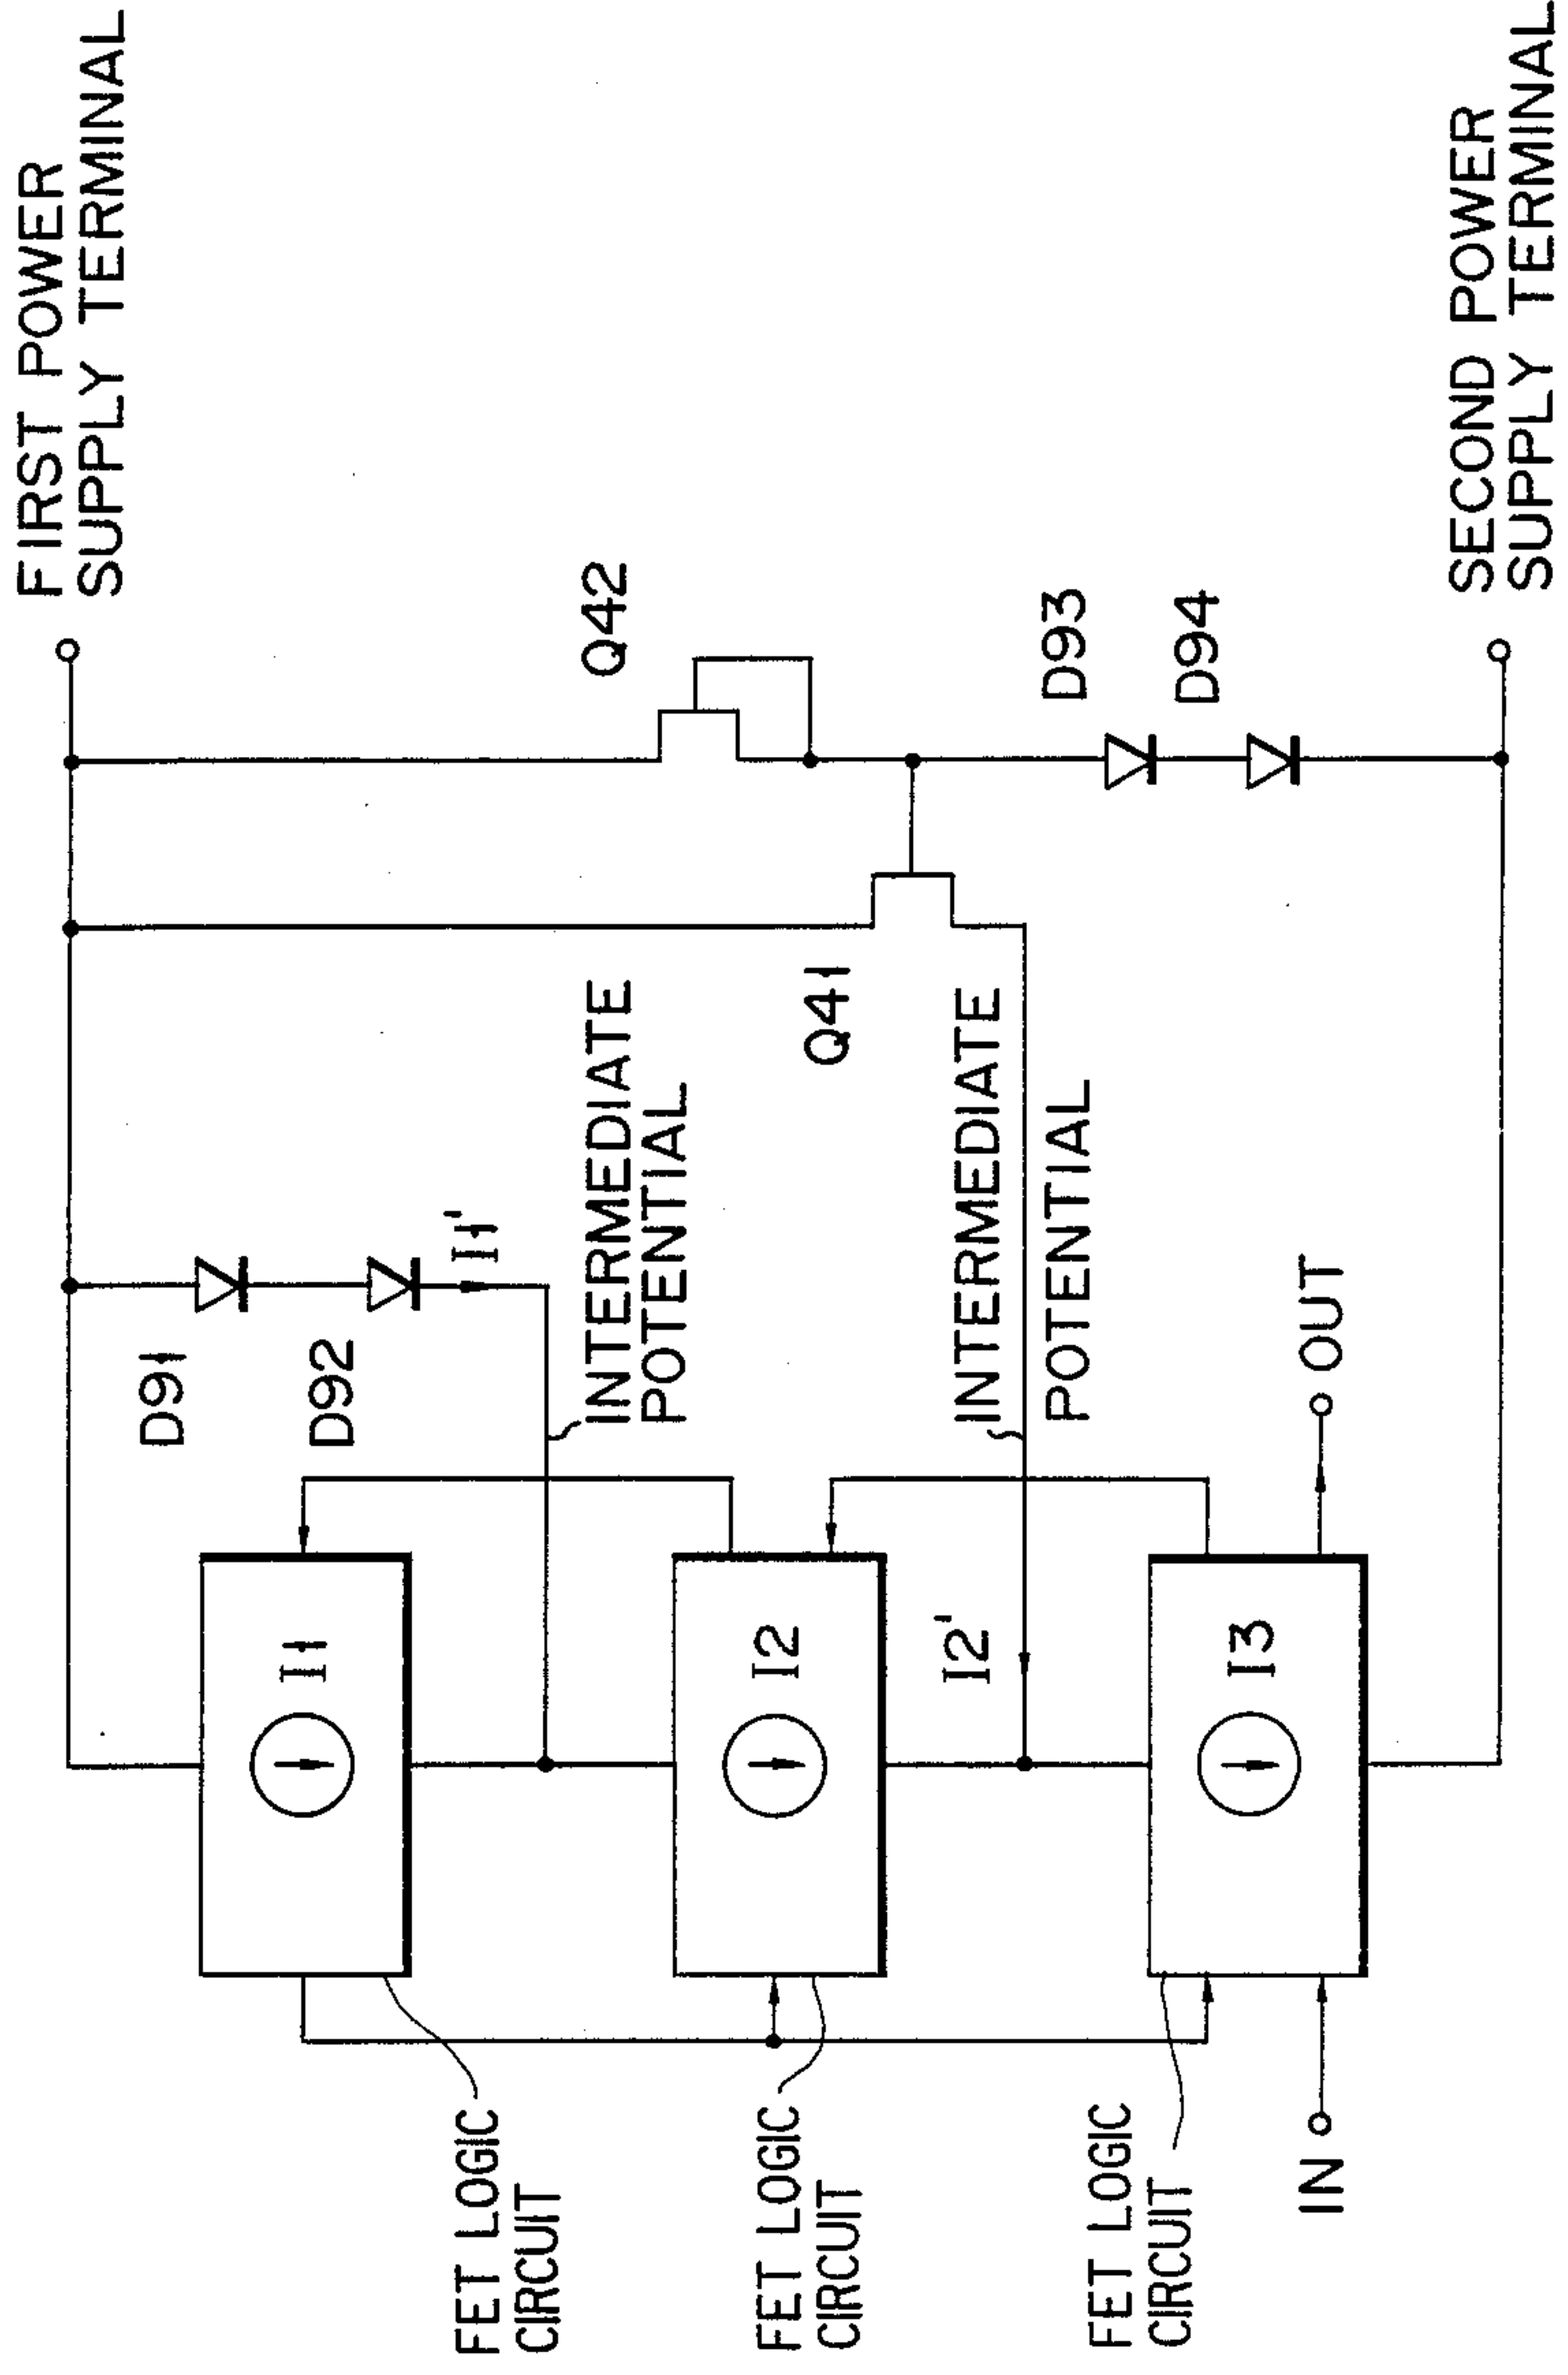 FIRST POWER
SUPPLY TERMINAL
D91
D92
I1'
INTERMEDIATE
POTENTIAL
Q42
Q41
INTERMEDIATE
POTENTIAL
D93
D94
I1
I2
I2'
I3
FET LOGIC
CIRCUIT
FET LOGIC
CIRCUIT
FET LOGIC
CIRCUIT
IN
OUT
SECOND POWER
SUPPLY TERMINAL